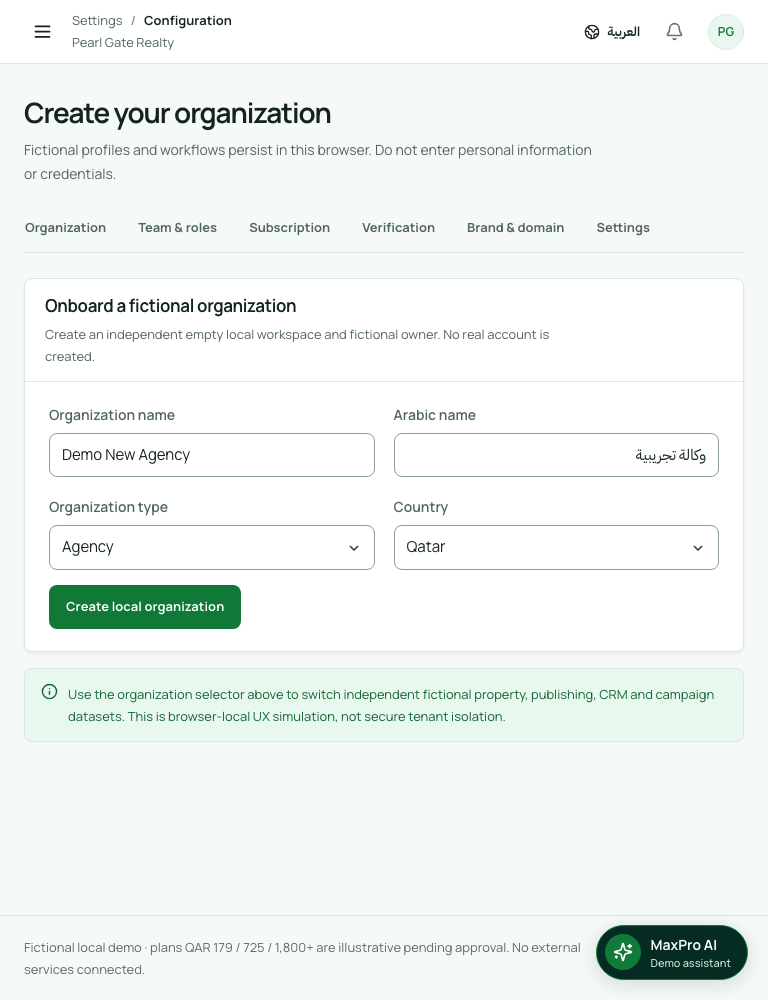 Settings / Configuration
Pearl Gate Realty
العربية
PG
Create your organization
Fictional profiles and workflows persist in this browser. Do not enter personal information
or credentials.
Organization Team & roles Subscription Verification Brand & domain Settings
Onboard a fictional organization
Create an independent empty local workspace and fictional owner. No real account is
created.
Organization name
Demo New Agency
Arabic name
وكالة تجريبية
Organization type
Agency
Country
Qatar
Create local organization
Use the organization selector above to switch independent fictional property, publishing, CRM and campaign
datasets. This is browser-local UX simulation, not secure tenant isolation.
Fictional local demo · plans QAR 179 / 725 / 1,800+ are illustrative pending approval. No external
services connected.
MaxPro AI
Demo assistant